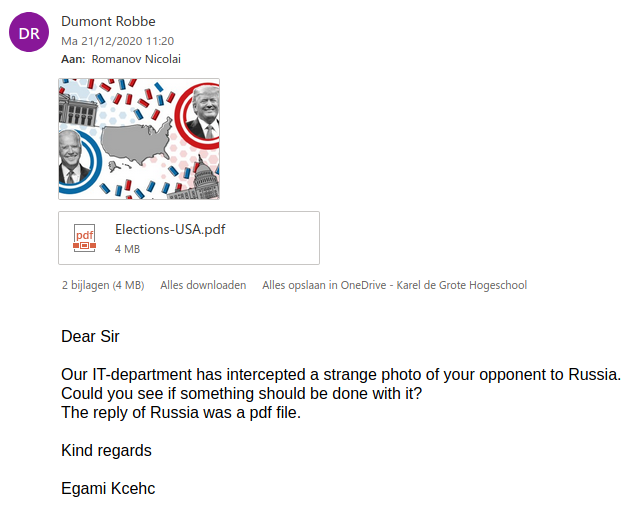 DR
Dumont Robbe
Ma 21/12/2020 11:20
Aan: Romanov Nicolai
pdf
Elections-USA.pdf
4 MB
2 bijlagen (4 MB) Alles downloaden Alles opslaan in OneDrive - Karel de Grote Hogeschool
Dear Sir
Our IT-department has intercepted a strange photo of your opponent to Russia.
Could you see if something should be done with it?
The reply of Russia was a pdf file.
Kind regards
Egami Kcehc